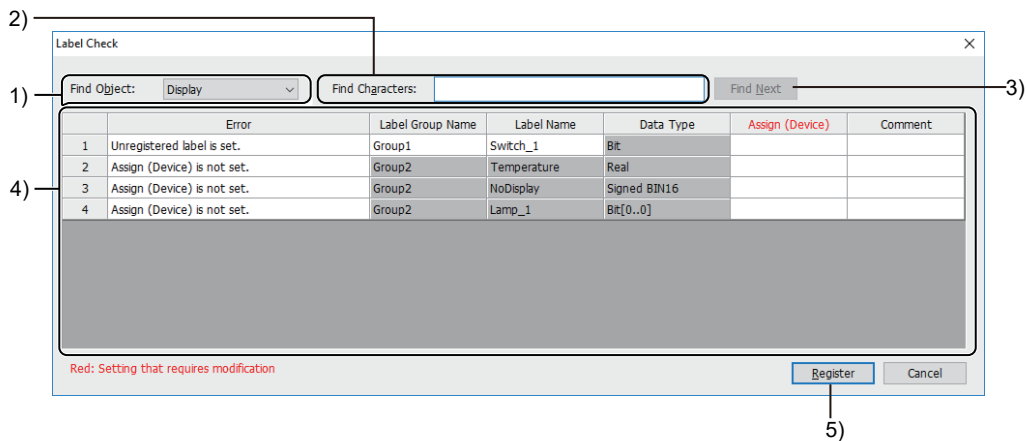 2)
Label Check
1)
Find Object: Display
Find Characters:
Find Next
3)
4)
Error Label Group Name Label Name Data Type Assign (Device) Comment
1 Unregistered label is set. Group1 Switch_1 Bit
2 Assign (Device) is not set. Group2 Temperature Real
3 Assign (Device) is not set. Group2 NoDisplay Signed BIN16
4 Assign (Device) is not set. Group2 Lamp_1 Bit[0..0]
Red: Setting that requires modification
Register Cancel
5)